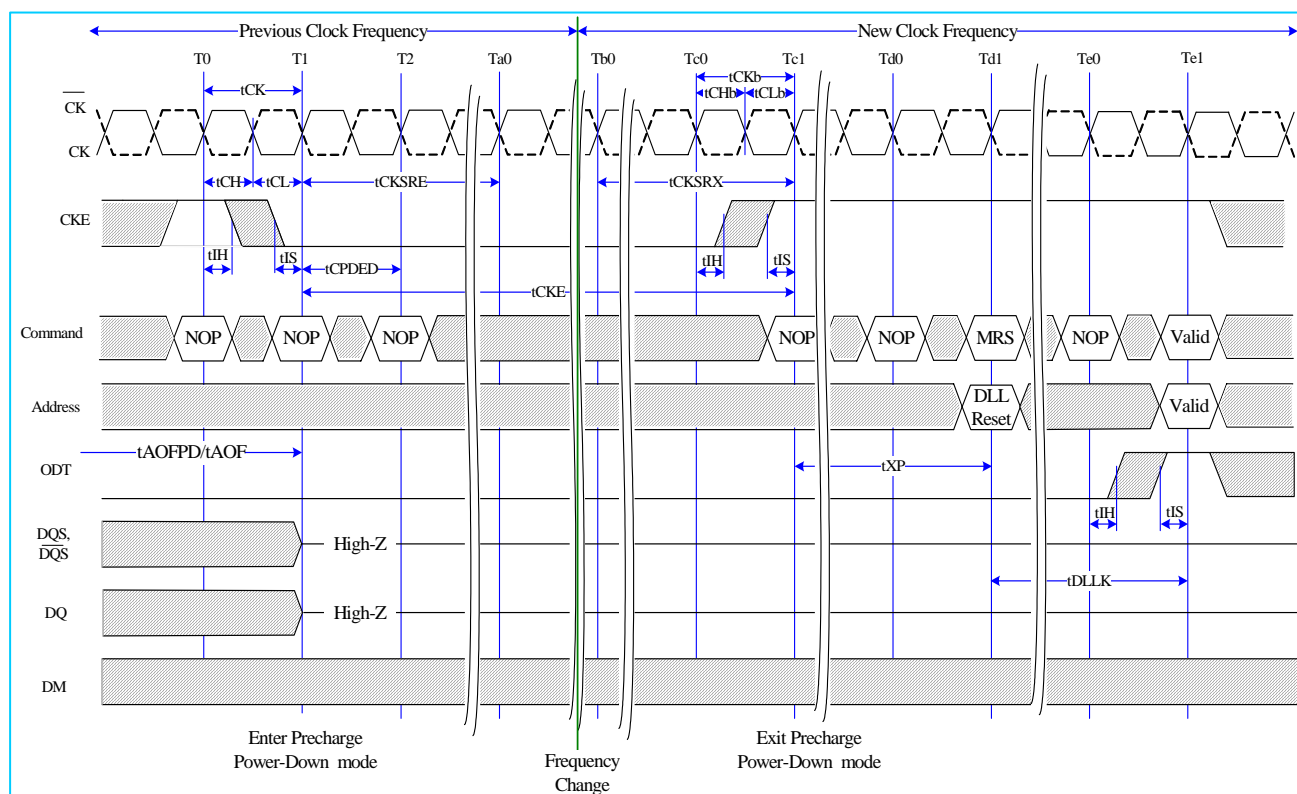 Previous Clock Frequency New Clock Frequency
T0 T1 T2 Ta0 Tb0 Tc0 Tc1 Td0 Td1 Te0 Te1
tCK tCKb
tCHb tCLb
CK
CK
tCH tCL tCKSRE tCKSRX
CKE
tIH tIS tIH tIS
tCPDED
tCKE
Command NOP NOP NOP NOP NOP MRS NOP Valid
Address DLL Reset Valid
tAOFPD/tAOF
ODT tXP
tIH tIS
DQS, DQS High-Z
tDLLK
DQ High-Z
DM
Enter Precharge Power-Down mode
Frequency Change
Exit Precharge Power-Down mode